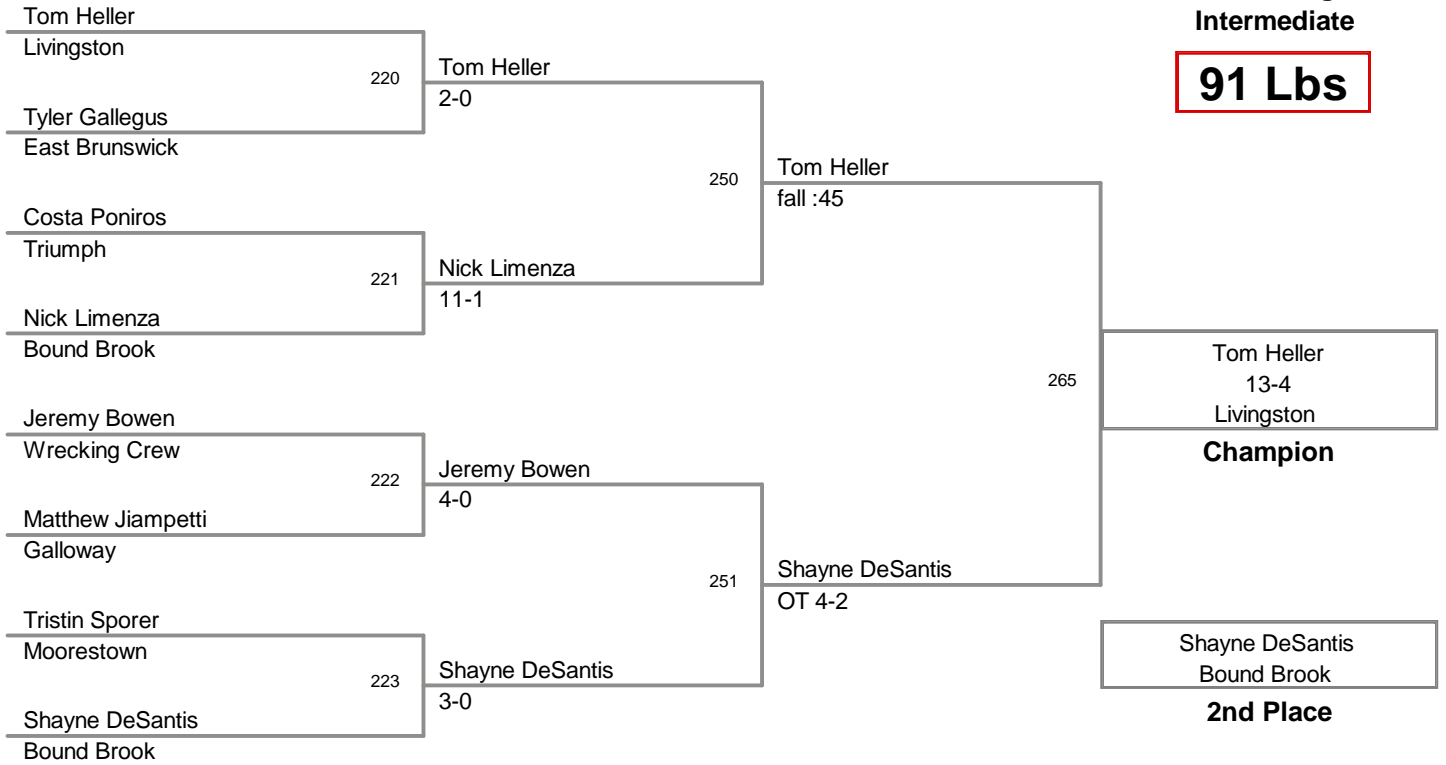 Tom Heller
Livingston
220
Tyler Gallegus
East Brunswick
Tom Heller
2-0
Costa Poniros
Triumph
221
Nick Limenza
Bound Brook
Nick Limenza
11-1
250
Tom Heller
fall :45
Jeremy Bowen
Wrecking Crew
222
Matthew Jiampetti
Galloway
Jeremy Bowen
4-0
Tristin Sporer
Moorestown
223
Shayne DeSantis
Bound Brook
Shayne DeSantis
3-0
251
Shayne DeSantis
OT 4-2
265
Intermediate
91 Lbs
Tom Heller
13-4
Livingston
Champion
Shayne DeSantis
Bound Brook
2nd Place